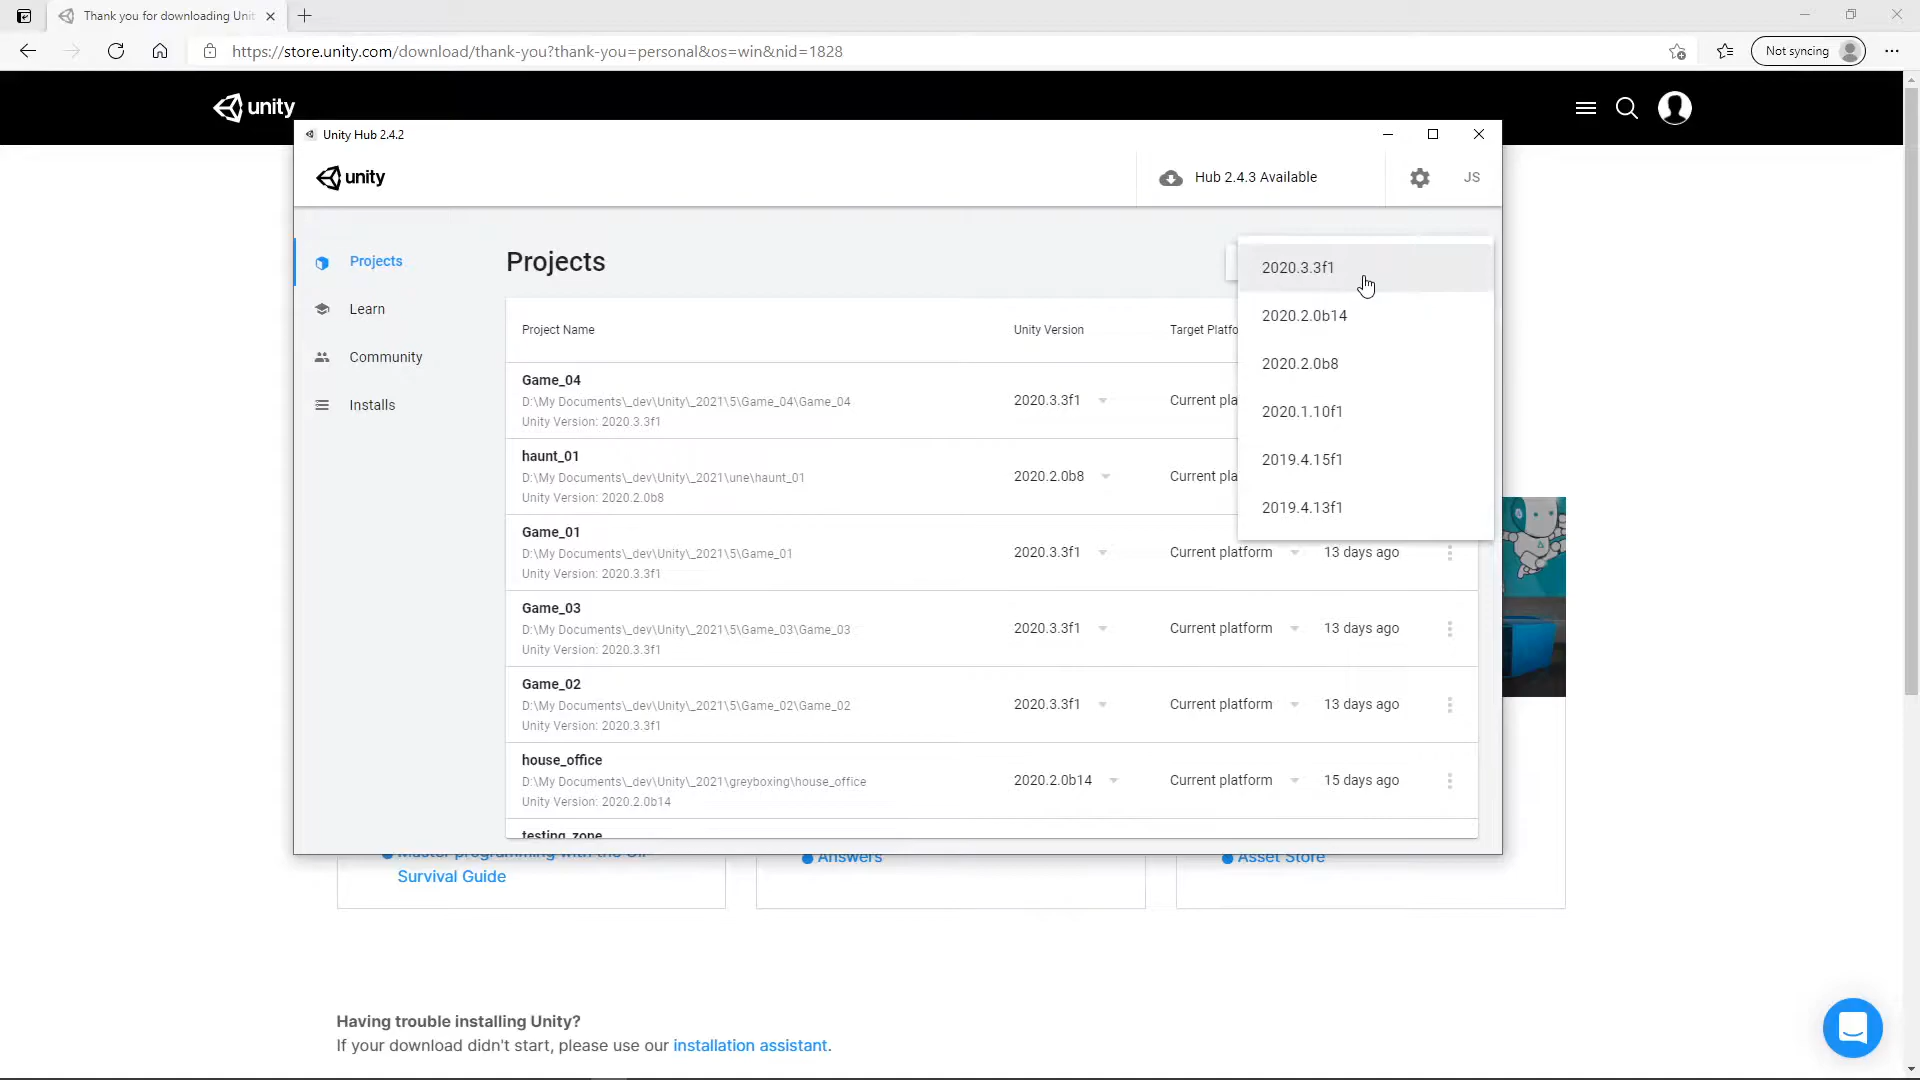 Thank you for downloading Unit
https://store.unity.com/download/thank-you?thank-you=personal&os=win&nid=1828
Not syncing
unity
Unity Hub 2.4.2
unity
Hub 2.4.3 Available
JS
Projects
Learn
Community
Installs
Projects
2020.3.3f1
2020.2.0b14
2020.2.0b8
2020.1.10f1
2019.4.15f1
2019.4.13f1
Project Name
Unity Version
Target Platfo
Game_04
D:\My Documents\_dev\Unity\_2021\5\Game_04\Game_04
Unity Version: 2020.3.3f1
2020.3.3f1
Current pla
haunt_01
D:\My Documents\_dev\Unity\_2021\une\haunt_01
Unity Version: 2020.2.0b8
2020.2.0b8
Current pla
Game_01
D:\My Documents\_dev\Unity\_2021\5\Game_01
Unity Version: 2020.3.3f1
2020.3.3f1
Current platform
13 days ago
Game_03
D:\My Documents\_dev\Unity\_2021\5\Game_03\Game_03
Unity Version: 2020.3.3f1
2020.3.3f1
Current platform
13 days ago
Game_02
D:\My Documents\_dev\Unity\_2021\5\Game_02\Game_02
Unity Version: 2020.3.3f1
2020.3.3f1
Current platform
13 days ago
house_office
D:\My Documents\_dev\Unity\_2021\greyboxing\house_office
Unity Version: 2020.2.0b14
2020.2.0b14
Current platform
15 days ago
testing_zone
Master programming with the
Survival Guide
Answers
Asset Store
Having trouble installing Unity?
If your download didn't start, please use our installation assistant.